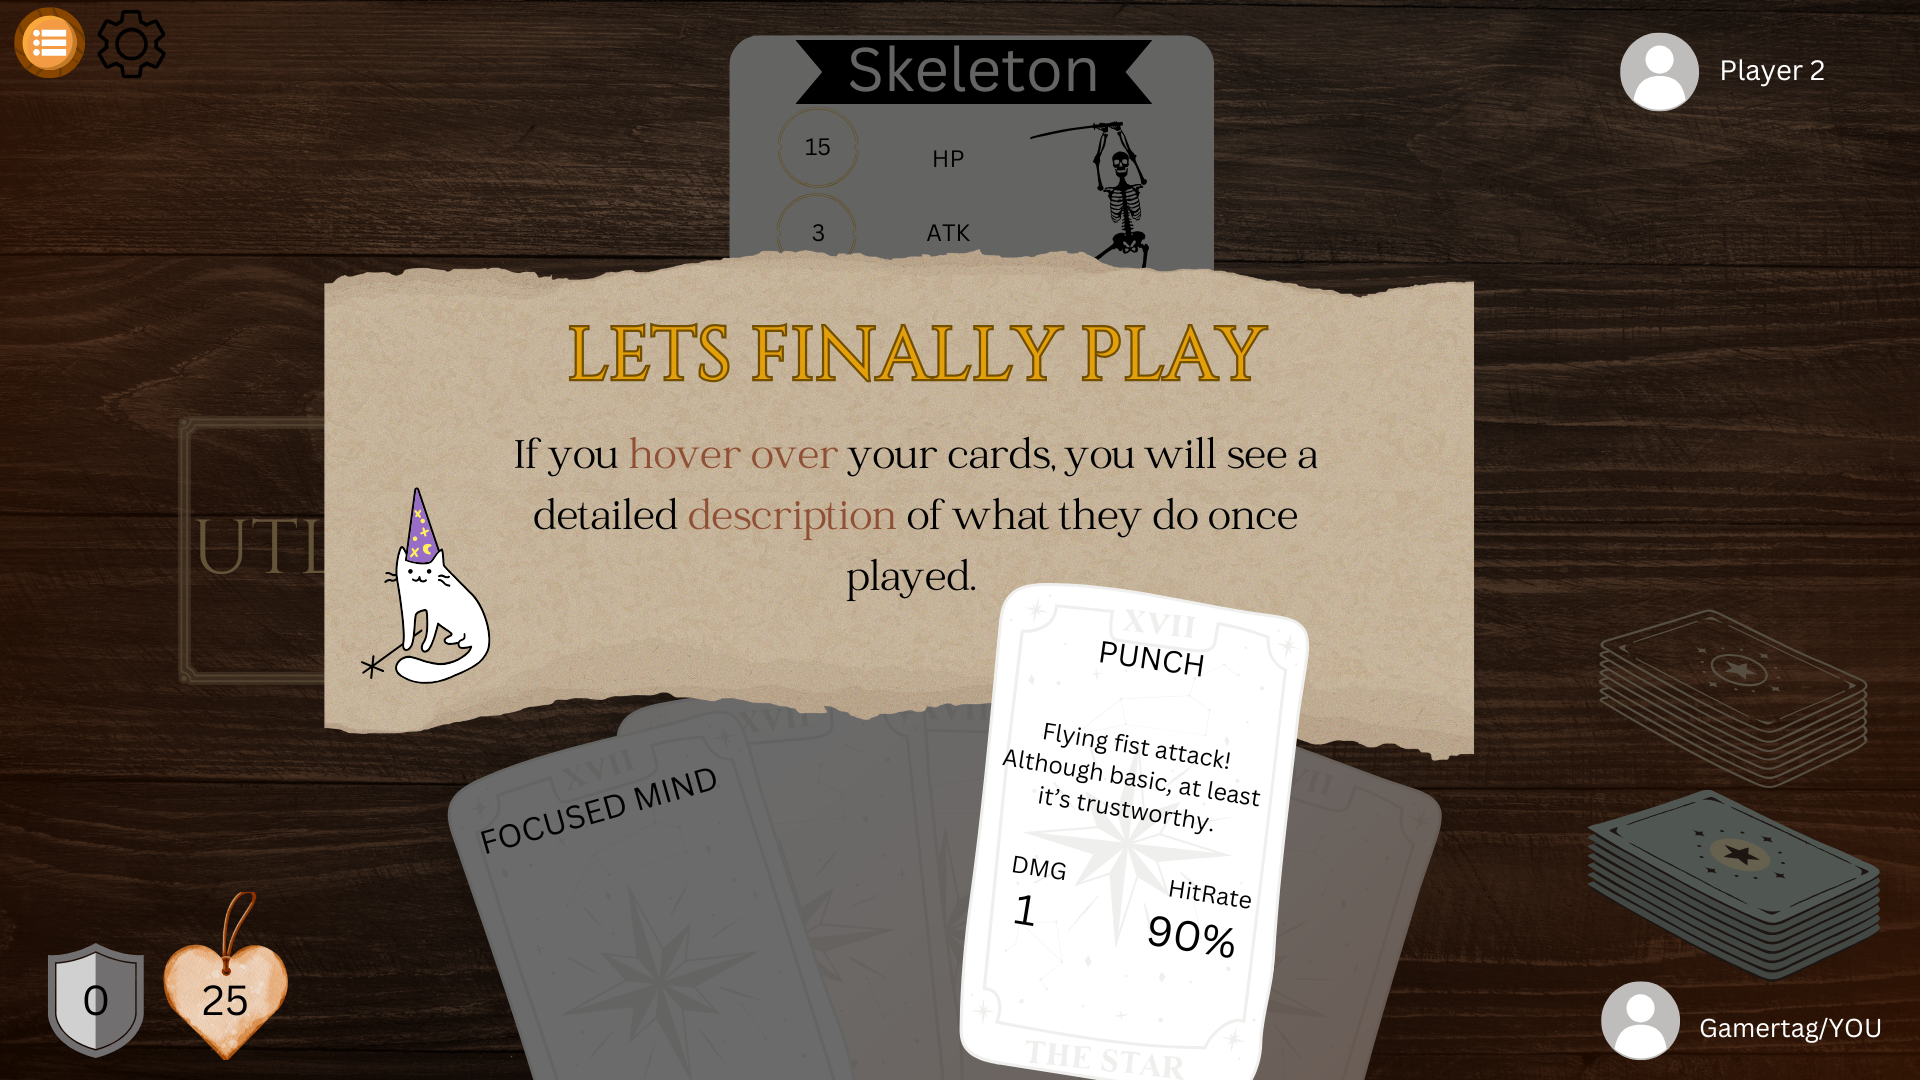 Skeleton
Player 2
15
HP
3
ATK
LETS FINALLY PLAY
If you hover over your cards, you will see a
detailed description of what they do once
played.
UTL
XVII
PUNCH
Flying fist attack!
Although basic, at least
it's trustworthy.
DMG
HitRate
1
90%
THE STAR
XVII
FOCUSED MIND
XVII
0
25
Gamertag/YOU